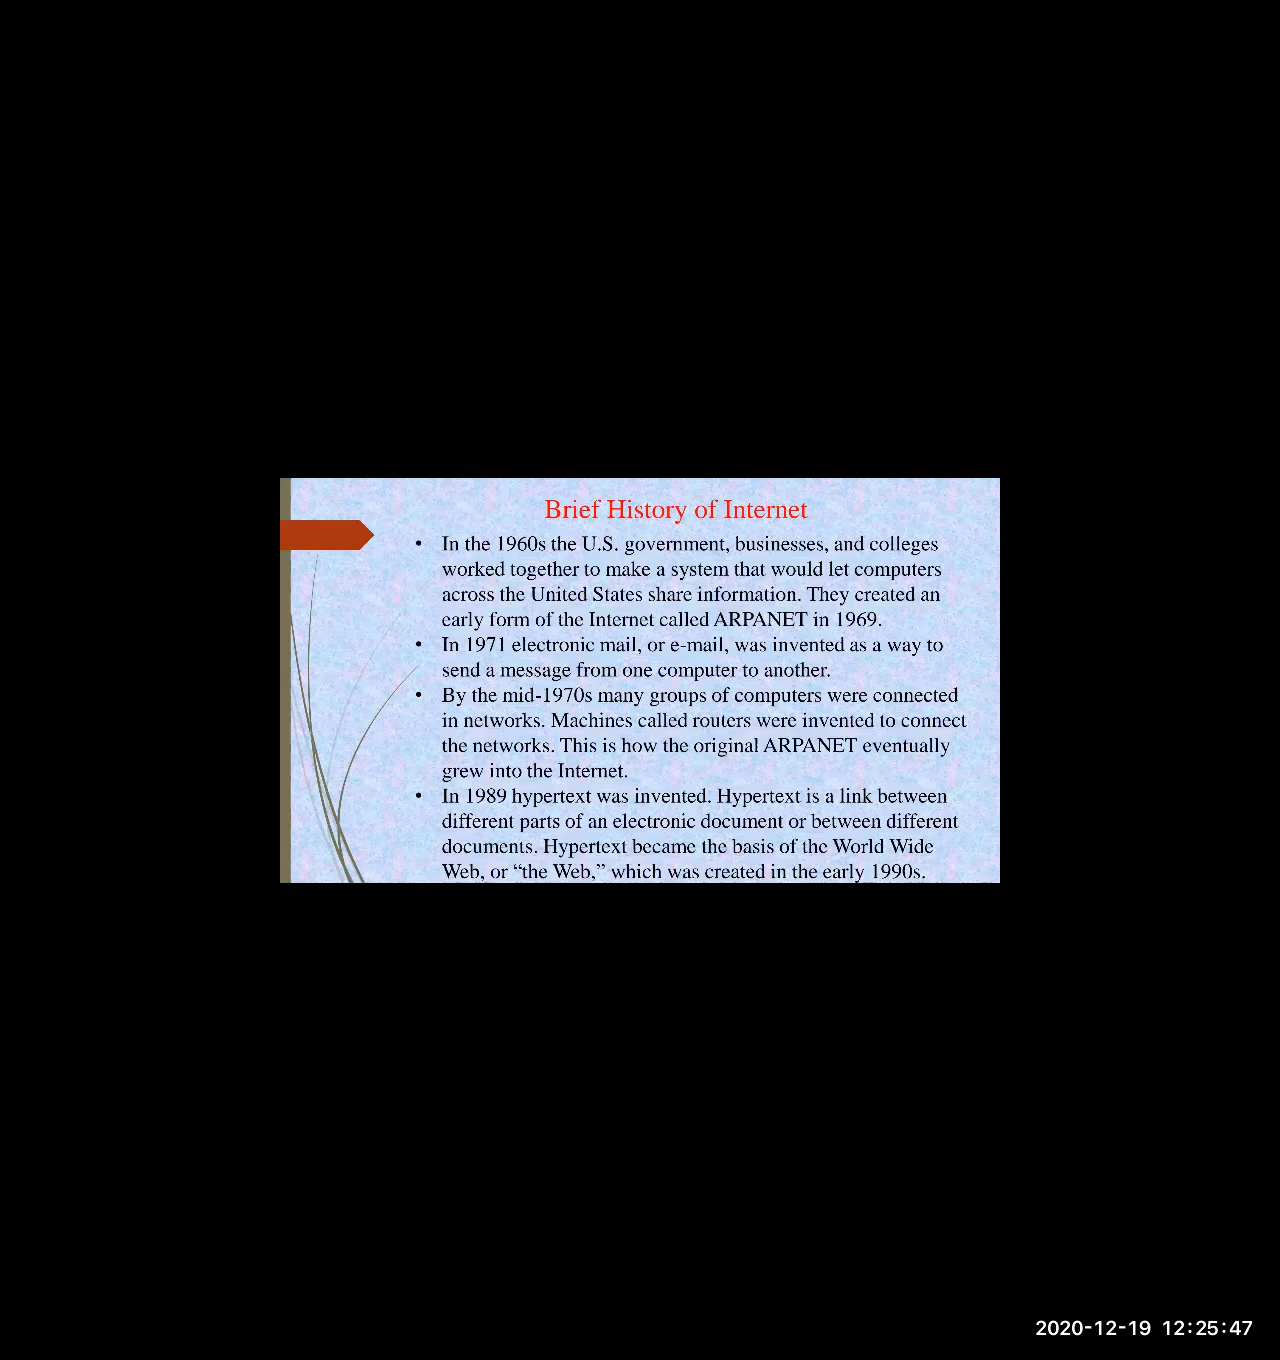 Brief History of Internet
• In the 1960s the U.S. government, businesses, and colleges
worked together to make a system that would let computers
across the United States share information. They created an
early form of the Internet called ARPANET in 1969.
• In 1971 electronic mail, or e-mail, was invented as a way to
send a message from one computer to another.
• By the mid-1970s many groups of computers were connected
in networks. Machines called routers were invented to connect
the networks. This is how the original ARPANET eventually
grew into the Internet.
• In 1989 hypertext was invented. Hypertext is a link between
different parts of an electronic document or between different
documents. Hypertext became the basis of the World Wide
Web, or “the Web,” which was created in the early 1990s.
2020-12-19 12:25:47